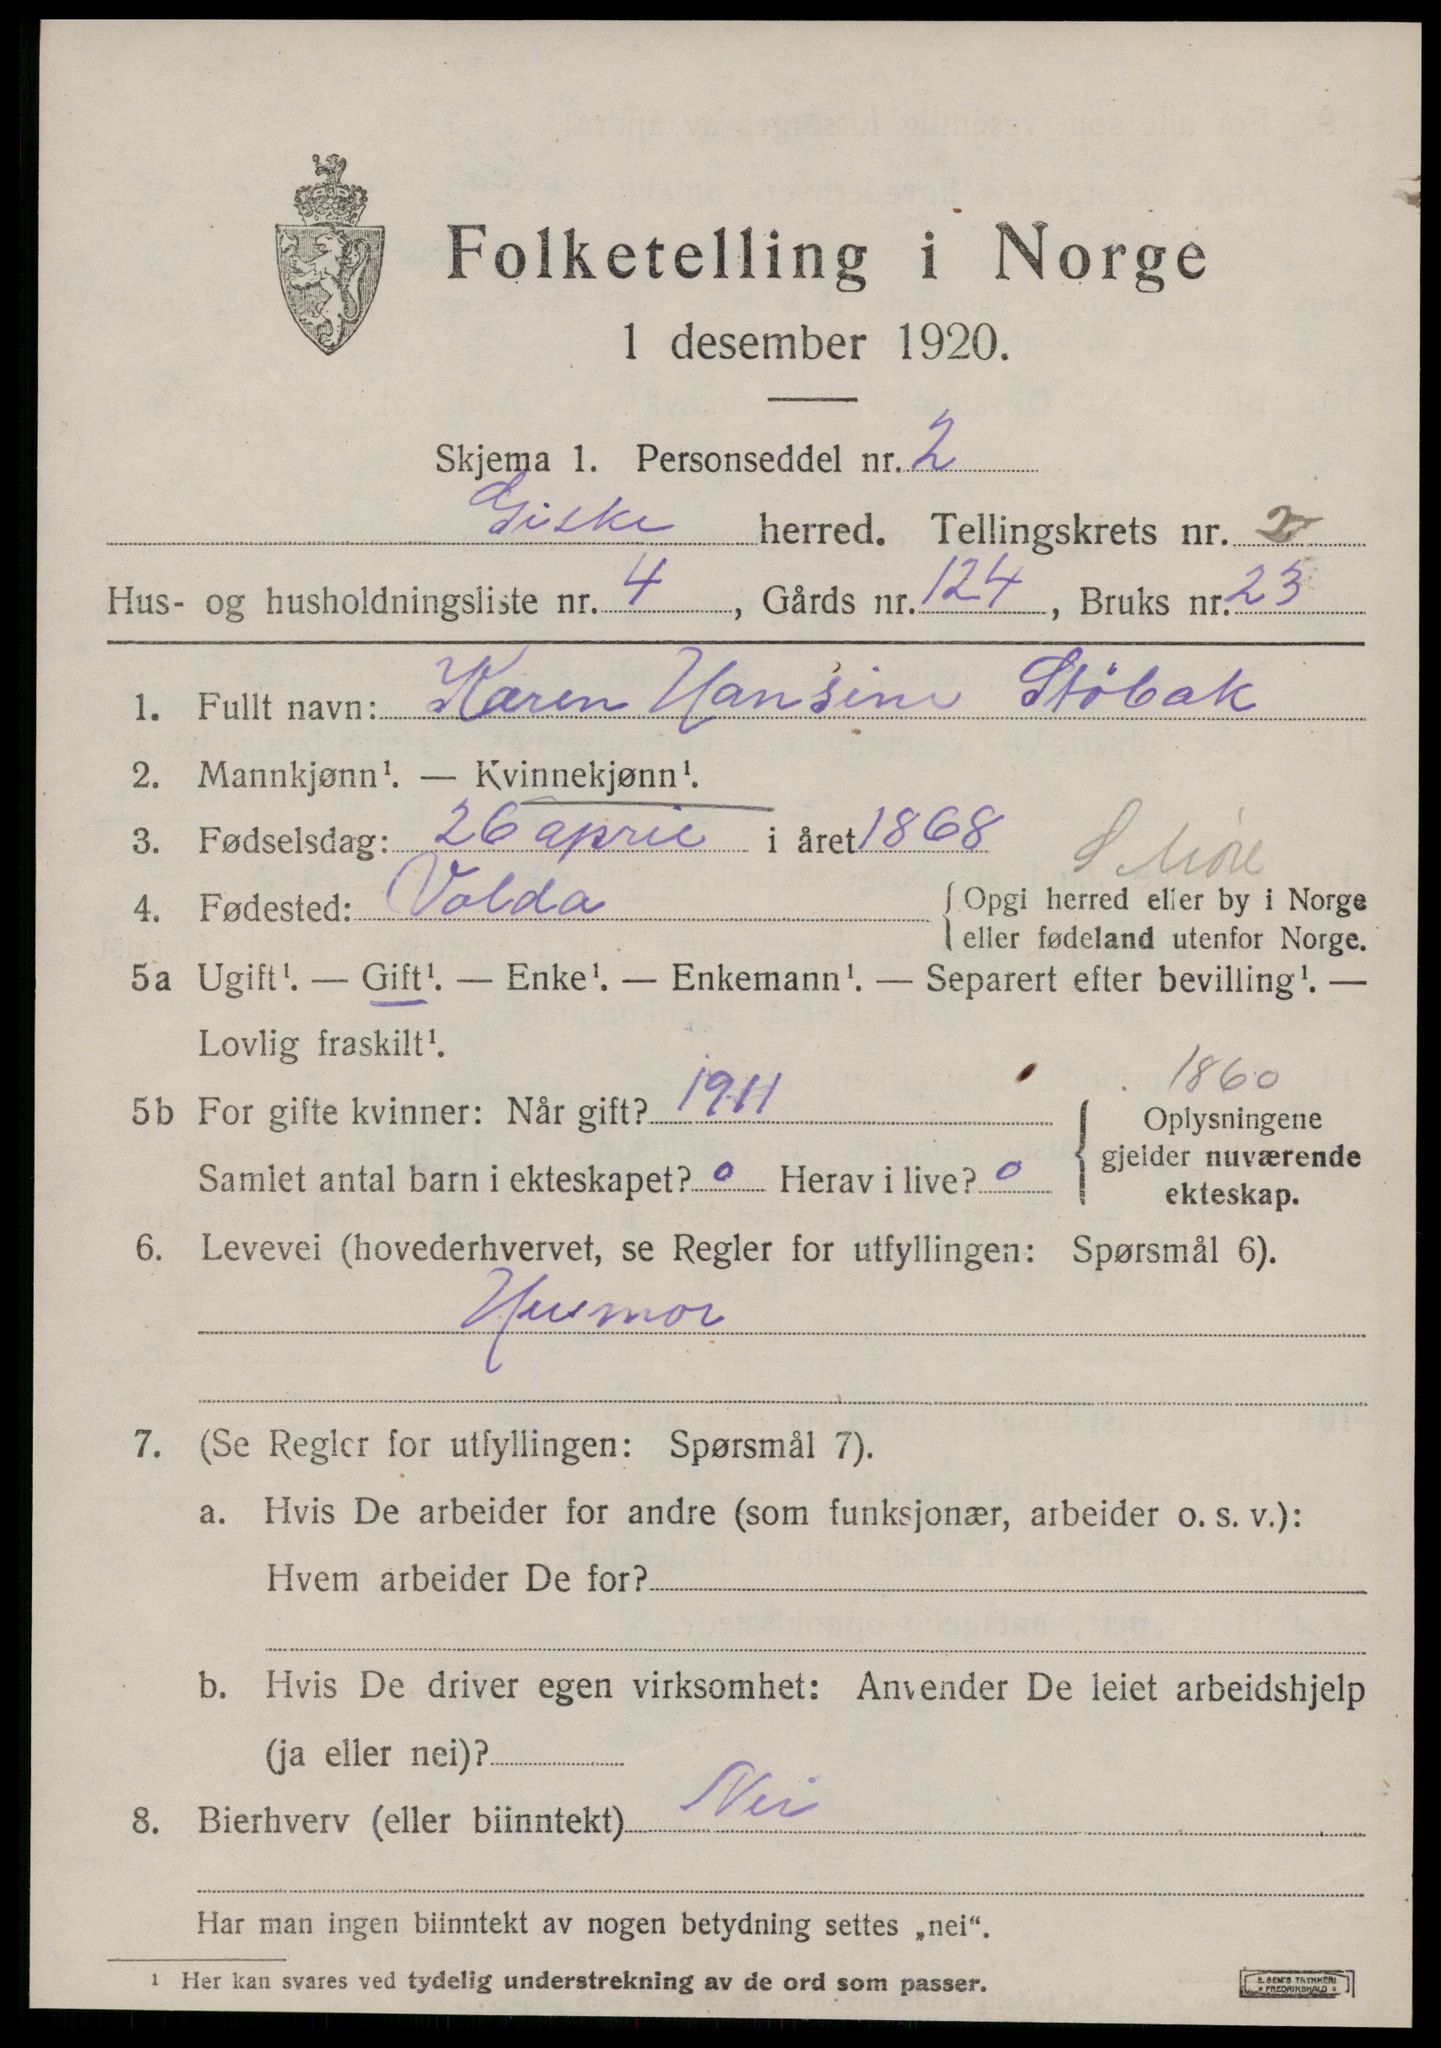 Folketelling i Norge
1 desember 1920.
Skjema 1. Personseddel nr. 2
Giske herred. Tellingskrets nr. 2
Hus- og husholdningsliste nr. 4, Gårds nr. 124, Bruks nr. 23
1. Fullt navn: Karen Hansine Støbak
2. Mannkjønn¹. — Kvinnekjønn¹.
3. Fødselsdag: 26 april i året 1868
S Møre
4. Fødested: Volda { Opgi herred eller by i Norge
eller fødeland utenfor Norge.
5a Ugift¹. — Gift¹. — Enke¹. — Enkemann¹. — Separert efter bevilling¹. —
Lovlig fraskilt¹.
1860
5b For gifte kvinner: Når gift? 1911
Samlet antal barn i ekteskapet? 0 Herav i live? 0
{ Oplysningene
gjelder nuværende
ekteskap.
6. Levevei (hovederhvervet, se Regler for utfyllingen: Spørsmål 6).
Husmor
7. (Se Regler for utfyllingen: Spørsmål 7).
a. Hvis De arbeider for andre (som funksjonær, arbeider o. s. v.):
Hvem arbeider De for?
b. Hvis De driver egen virksomhet: Anvender De leiet arbeidshjelp
(ja eller nei)?
8. Bierhverv (eller biinntekt) Nei
Har man ingen biinntekt av nogen betydning settes „nei“.
¹ Her kan svares ved tydelig understrekning av de ord som passer.
E. SEM'S TRYKKERI
FREDRIKSHALD